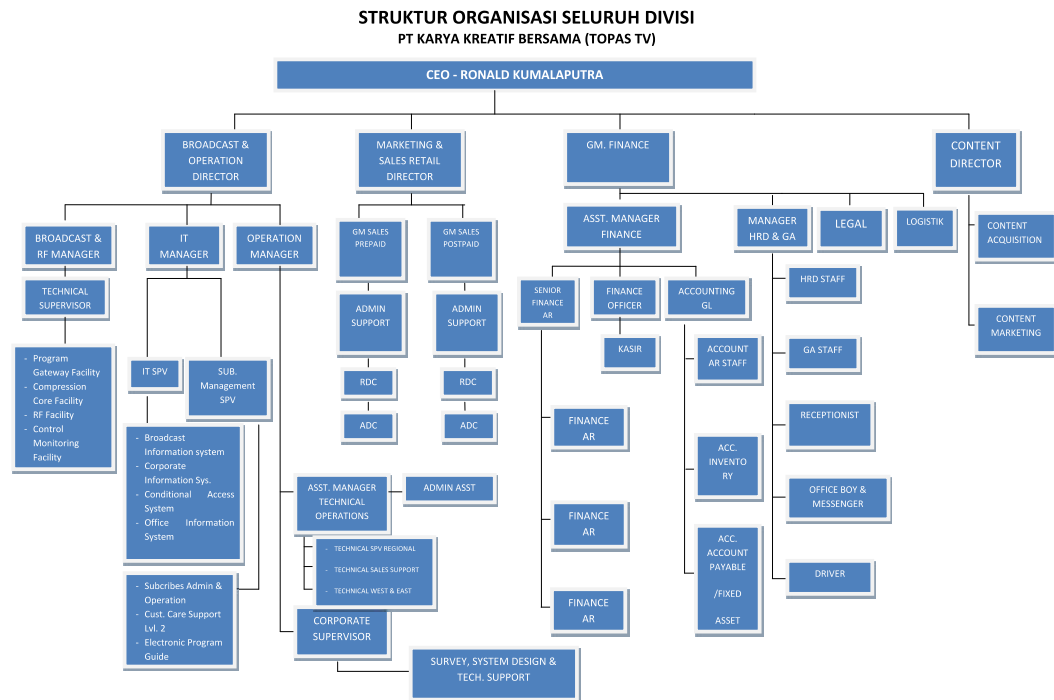 STRUKTUR ORGANISASI SELURUH DIVISI
PT KARYA KREATIF BERSAMA (TOPAS TV)
CEO - RONALD KUMALAPUTRA
BROADCAST &
OPERATION
DIRECTOR
MARKETING &
SALES RETAIL
DIRECTOR
GM. FINANCE
CONTENT
DIRECTOR
BROADCAST &
RF MANAGER
IT
MANAGER
OPERATION
MANAGER
GM SALES
PREPAID
GM SALES
POSTPAID
ASST. MANAGER
FINANCE
MANAGER
HRD & GA
LEGAL
LOGISTIK
CONTENT
ACQUISITION
TECHNICAL
SUPERVISOR
ADMIN
SUPPORT
ADMIN
SUPPORT
SENIOR
FINANCE
AR
FINANCE
OFFICER
ACCOUNTING
GL
HRD STAFF
CONTENT
MARKETING
- Program
Gateway Facility
- Compression
Core Facility
- RF Facility
- Control
Monitoring
Facility
IT SPV
SUB.
Management
SPV
RDC
RDC
KASIR
ACCOUNT
AR STAFF
GA STAFF
ADC
ADC
- Broadcast
Information system
- Corporate
Information Sys.
- Conditional Access
System
- Office Information
System
FINANCE
AR
RECEPTIONIST
ACC.
INVENTO
RY
ASST. MANAGER
TECHNICAL
OPERATIONS
ADMIN ASST
OFFICE BOY &
MESSENGER
FINANCE
AR
- TECHNICAL SPV REGIONAL
- TECHNICAL SALES SUPPORT
- TECHNICAL WEST & EAST
ACC.
ACCOUNT
PAYABLE
/FIXED
ASSET
DRIVER
- Subcribes Admin &
Operation
- Cust. Care Support
Lvl. 2
- Electronic Program
Guide
FINANCE
AR
CORPORATE
SUPERVISOR
SURVEY, SYSTEM DESIGN &
TECH. SUPPORT